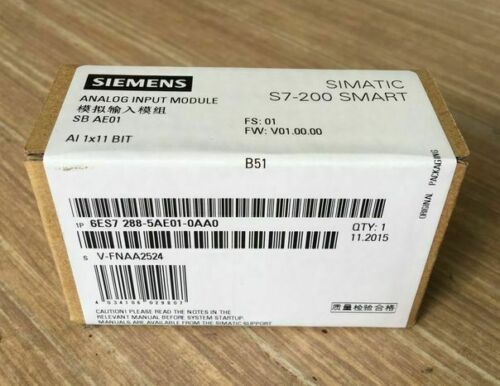 SIEMENS
SIMATIC
S7-200 SMART
ANALOG INPUT MODULE
模拟输入模组
SB AE01
FS: 01
FW: V01.00.00
AI 1x11 BIT
B51
ORIGINAL PACKAGING
1P 6ES7 288-5AE01-0AA0
QTY: 1
11.2015
S V-FNAA2524
质量检验合格
CAUTION! PLEASE READ THE NOTES IN THE
RELEVANT MANUAL BEFORE SYSTEM STARTUP.
MANUALS ARE AVAILABLE FROM THE SIMATIC SUPPORT